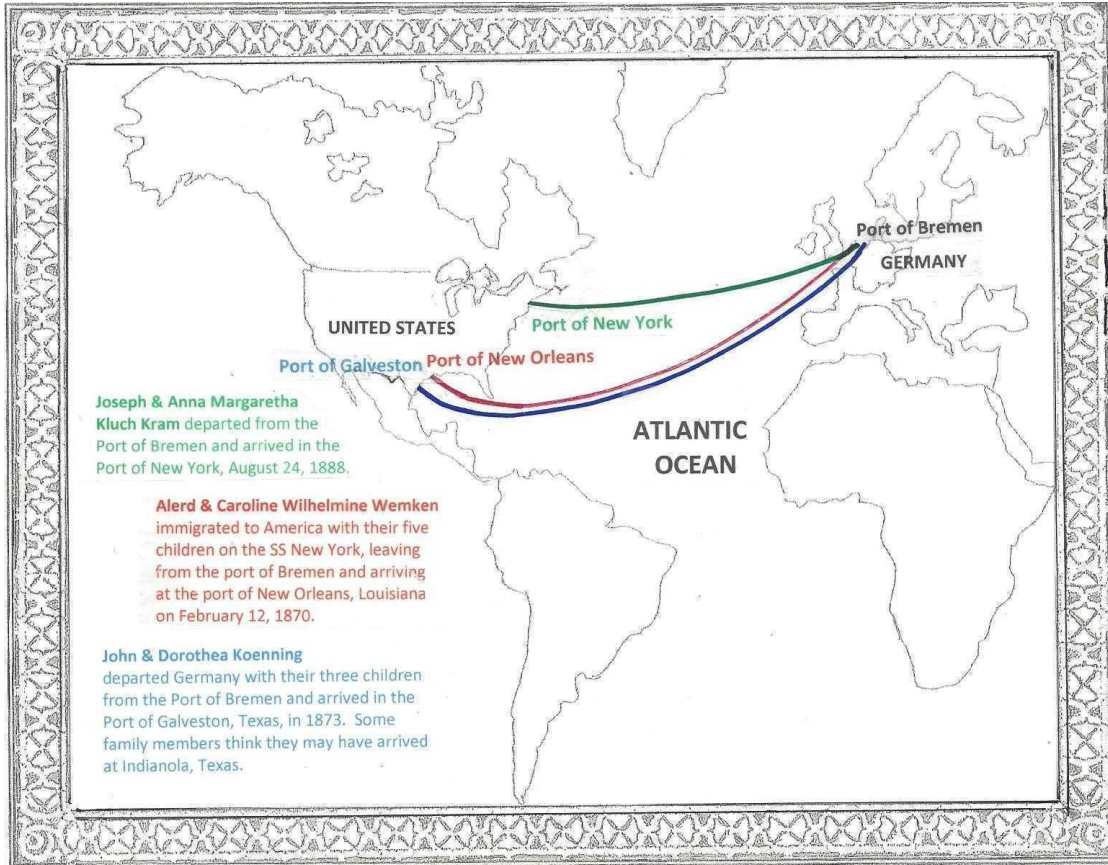 Port of Bremen
GERMANY
UNITED STATES
Port of New York
Port of Galveston
Port of New Orleans
ATLANTIC
OCEAN
Joseph & Anna Margaretha
Kluch Kram departed from the
Port of Bremen and arrived in the
Port of New York, August 24, 1888.
Alerd & Caroline Wilhelmine Wemken
immigrated to America with their five
children on the SS New York, leaving
from the port of Bremen and arriving
at the port of New Orleans, Louisiana
on February 12, 1870.
John & Dorothea Koenning
departed Germany with their three children
from the Port of Bremen and arrived in the
Port of Galveston, Texas, in 1873.  Some
family members think they may have arrived
at Indianola, Texas.